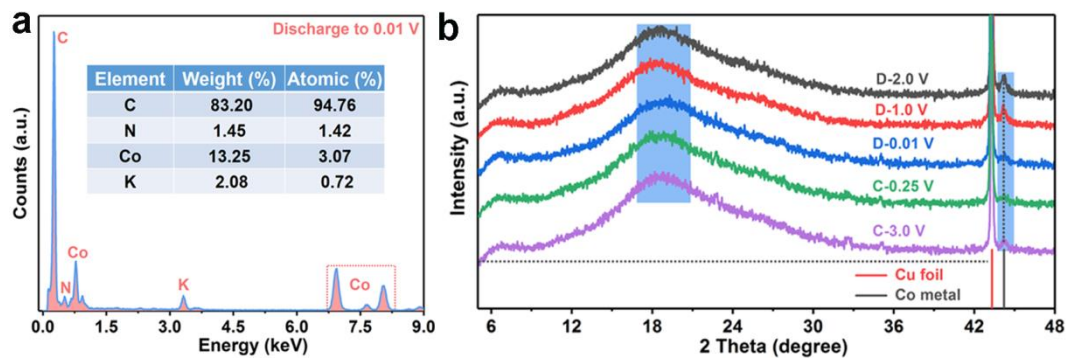 a
Discharge to 0.01 V
C
Element Weight (%) Atomic (%)
C 83.20 94.76
N 1.45 1.42
Co 13.25 3.07
K 2.08 0.72
Co
N
K
Co
Counts (a.u.)
0.0 1.5 3.0 4.5 6.0 7.5 9.0
Energy (keV)
b
D-2.0 V
D-1.0 V
D-0.01 V
C-0.25 V
C-3.0 V
Cu foil
Co metal
Intensity (a.u.)
6 12 18 24 30 36 42 48
2 Theta (degree)